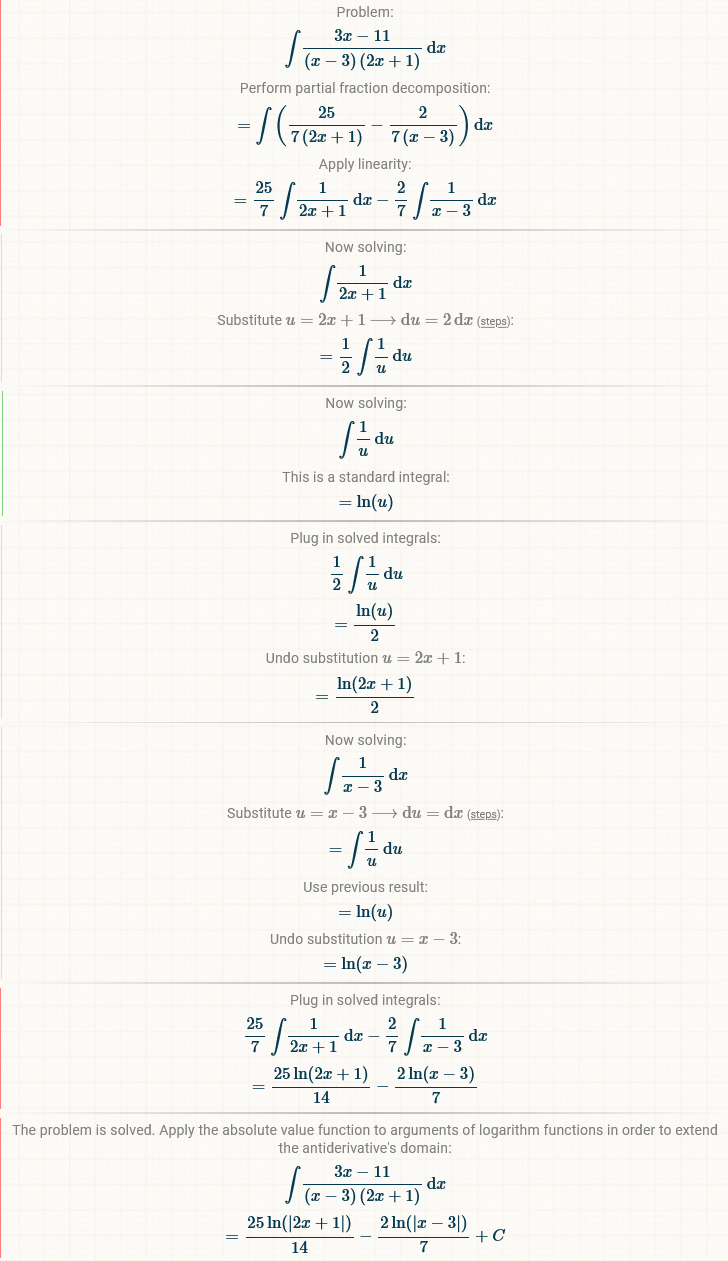 Problem:
∫ (3x − 11)/((x − 3)(2x + 1)) dx
Perform partial fraction decomposition:
= ∫ (25/(7(2x + 1)) − 2/(7(x − 3))) dx
Apply linearity:
= 25/7 ∫ 1/(2x + 1) dx − 2/7 ∫ 1/(x − 3) dx
Now solving:
∫ 1/(2x + 1) dx
Substitute u = 2x + 1 ⟶ du = 2 dx (steps):
= 1/2 ∫ 1/u du
Now solving:
∫ 1/u du
This is a standard integral:
= ln(u)
Plug in solved integrals:
1/2 ∫ 1/u du
= ln(u)/2
Undo substitution u = 2x + 1:
= ln(2x + 1)/2
Now solving:
∫ 1/(x − 3) dx
Substitute u = x − 3 ⟶ du = dx (steps):
= ∫ 1/u du
Use previous result:
= ln(u)
Undo substitution u = x − 3:
= ln(x − 3)
Plug in solved integrals:
25/7 ∫ 1/(2x + 1) dx − 2/7 ∫ 1/(x − 3) dx
= 25 ln(2x + 1)/14 − 2 ln(x − 3)/7
The problem is solved. Apply the absolute value function to arguments of logarithm functions in order to extend
the antiderivative's domain:
∫ (3x − 11)/((x − 3)(2x + 1)) dx
= 25 ln(|2x + 1|)/14 − 2 ln(|x − 3|)/7 + C